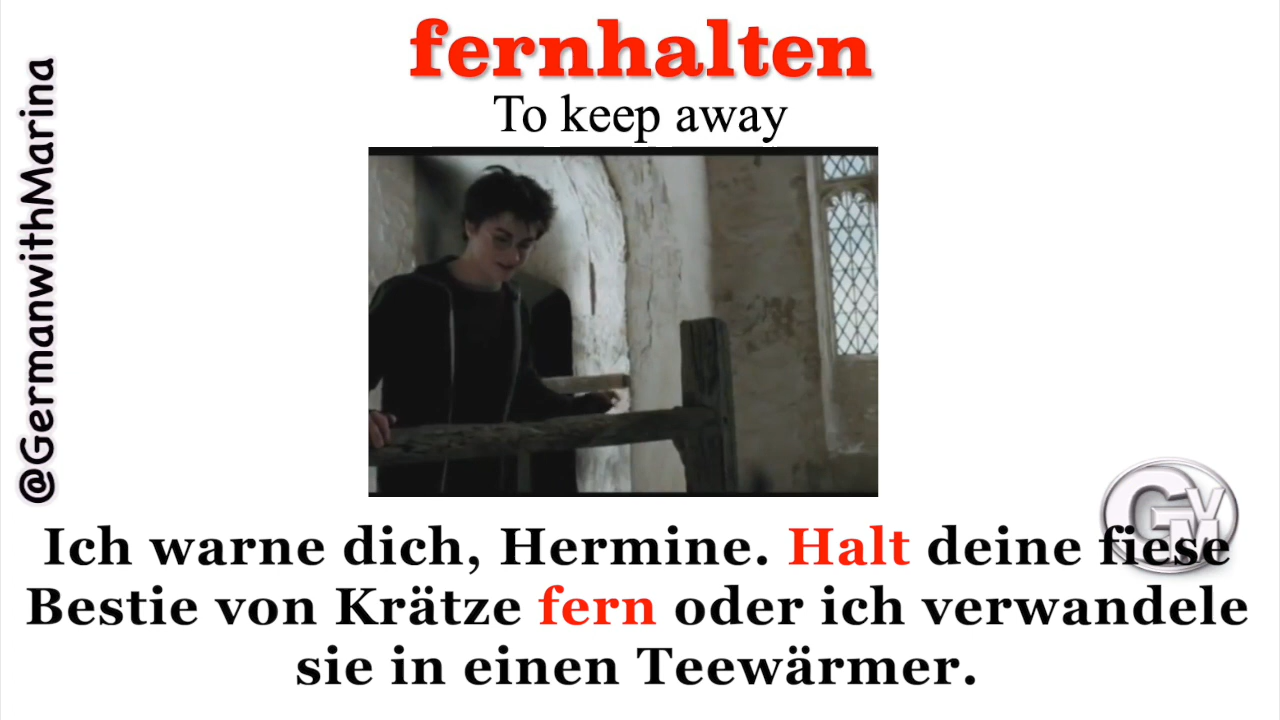 fernhalten
To keep away
@GermanwithMarina
GVM
Ich warne dich, Hermine. Halt deine fiese
Bestie von Krätze fern oder ich verwandele
sie in einen Teewärmer.